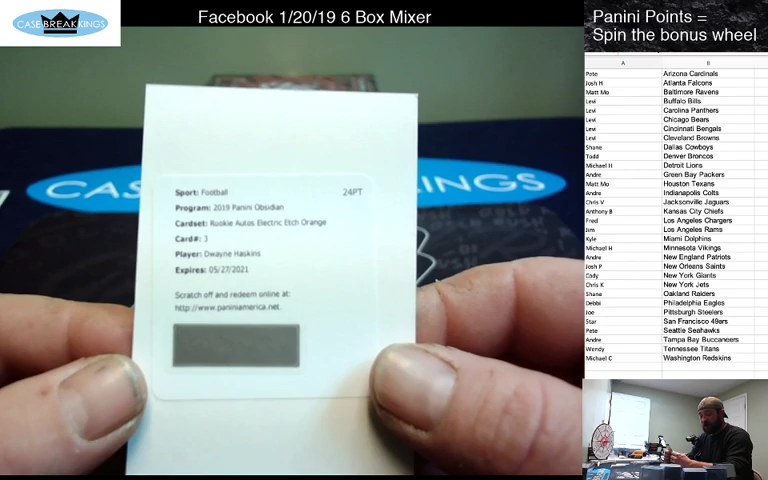 CASE BREAK KINGS
Facebook 1/20/19 6 Box Mixer
Panini Points =
Spin the bonus wheel
Sport: Football 24PT
Program: 2019 Panini Obsidian
Cardset: Rookie Autos Electric Etch Orange
Card#: 3
Player: Dwayne Haskins
Expires: 05/27/2021
Scratch off and redeem online at:
http://www.paniniamerica.net.
CA
KINGS
A B
Pete Arizona Cardinals
Josh H Atlanta Falcons
Matt Mo Baltimore Ravens
Levi Buffalo Bills
Levi Carolina Panthers
Levi Chicago Bears
Levi Cincinnati Bengals
Levi Cleveland Browns
Shane Dallas Cowboys
Todd Denver Broncos
Michael H Detroit Lions
Andre Green Bay Packers
Matt Mo Houston Texans
Andre Indianapolis Colts
Chris V Jacksonville Jaguars
Anthony B Kansas City Chiefs
Fred Los Angeles Chargers
Jim Los Angeles Rams
Kyle Miami Dolphins
Michael H Minnesota Vikings
Andre New England Patriots
Josh P New Orleans Saints
Cody New York Giants
Chris K New York Jets
Shane Oakland Raiders
Debbi Philadelphia Eagles
Joe Pittsburgh Steelers
Star San Francisco 49ers
Pete Seattle Seahawks
Andre Tampa Bay Buccaneers
Wendy Tennessee Titans
Michael C Washington Redskins